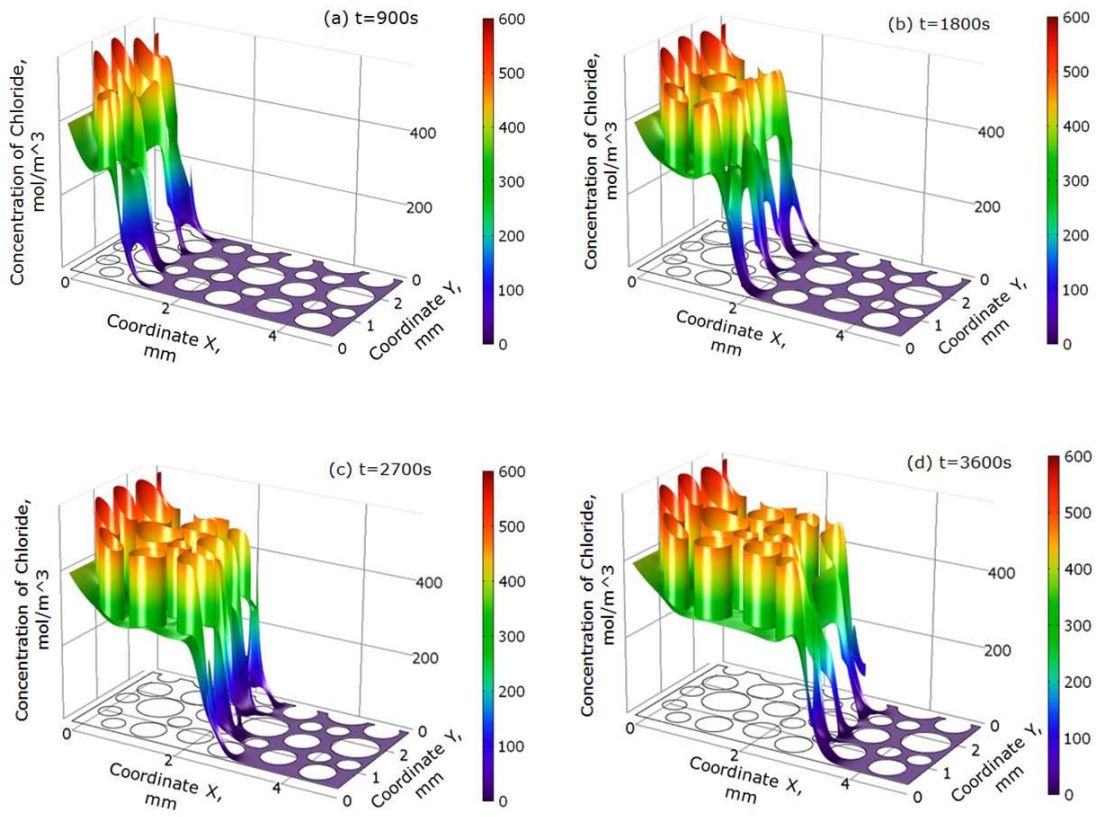 (a) t=900s
600
500
400
300
200
100
0
Concentration of Chloride,
mol/m^3
400
200
0
0
2
4
0
1
2
Coordinate X,
mm
Coordinate Y,
mm
(b) t=1800s
600
500
400
300
200
100
0
Concentration of Chloride,
mol/m^3
400
200
0
0
2
4
0
1
2
Coordinate X,
mm
Coordinate Y,
mm
(c) t=2700s
600
500
400
300
200
100
0
Concentration of Chloride,
mol/m^3
400
200
0
0
2
4
0
1
2
Coordinate X,
mm
Coordinate Y,
mm
(d) t=3600s
600
500
400
300
200
100
0
Concentration of Chloride,
mol/m^3
400
200
0
0
2
4
0
1
2
Coordinate X,
mm
Coordinate Y,
mm